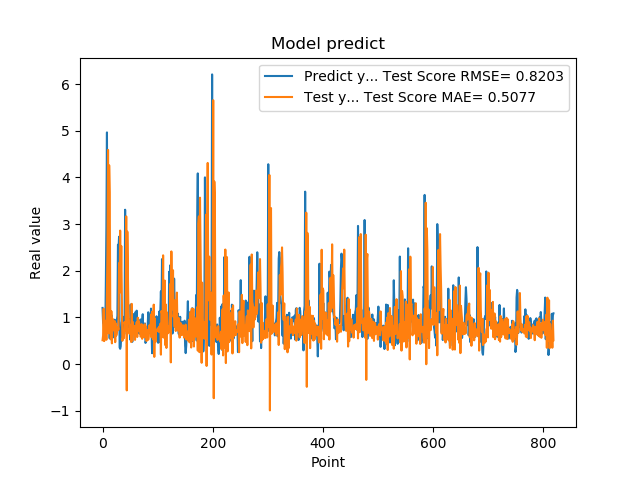 Model predict
Predict y... Test Score RMSE= 0.8203
Test y... Test Score MAE= 0.5077
Real value
6
5
4
3
2
1
0
−1
0 200 400 600 800
Point